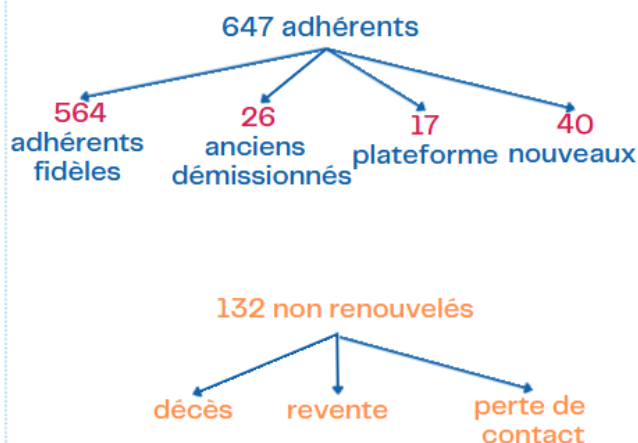 647 adhérents
564
adhérents
fidèles
26
anciens
démissionnés
17
plateforme
40
nouveaux
132 non renouvelés
décès
revente
perte de
contact